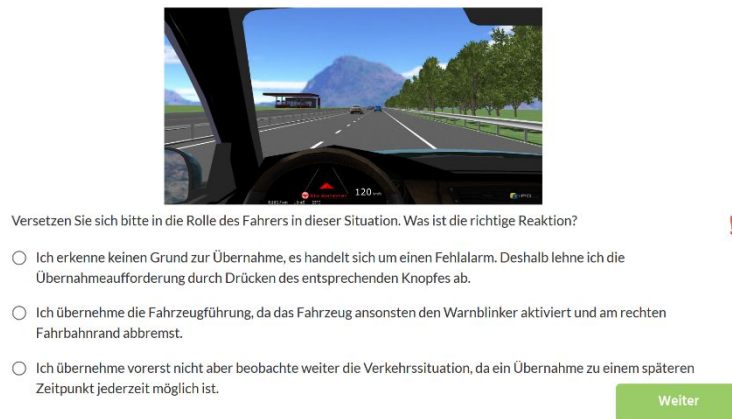 120 km/h
Versetzen Sie sich bitte in die Rolle des Fahrers in dieser Situation. Was ist die richtige Reaktion?
Ich erkenne keinen Grund zur Übernahme, es handelt sich um einen Fehlalarm. Deshalb lehne ich die
Übernahmeaufforderung durch Drücken des entsprechenden Knopfes ab.
Ich übernehme die Fahrzeugführung, da das Fahrzeug ansonsten den Warnblinker aktiviert und am rechten
Fahrbahnrand abbremst.
Ich übernehme vorerst nicht aber beobachte weiter die Verkehrssituation, da ein Übernahme zu einem späteren
Zeitpunkt jederzeit möglich ist.
Weiter